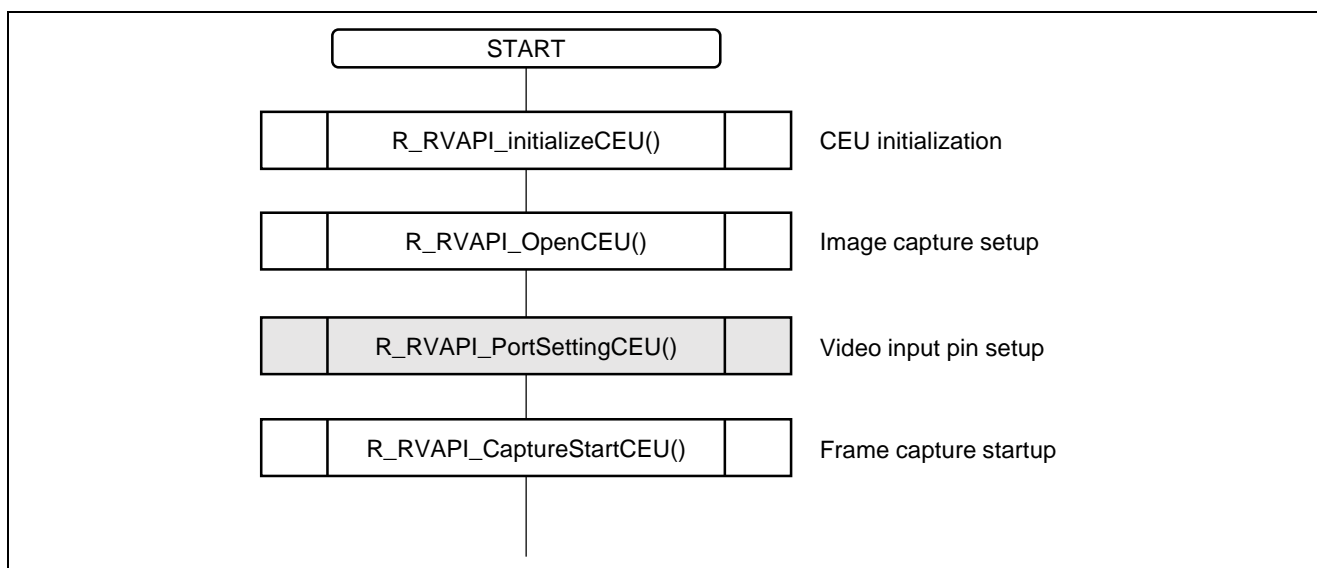 START
R_RVAPI_initializeCEU() CEU initialization
R_RVAPI_OpenCEU() Image capture setup
R_RVAPI_PortSettingCEU() Video input pin setup
R_RVAPI_CaptureStartCEU() Frame capture startup